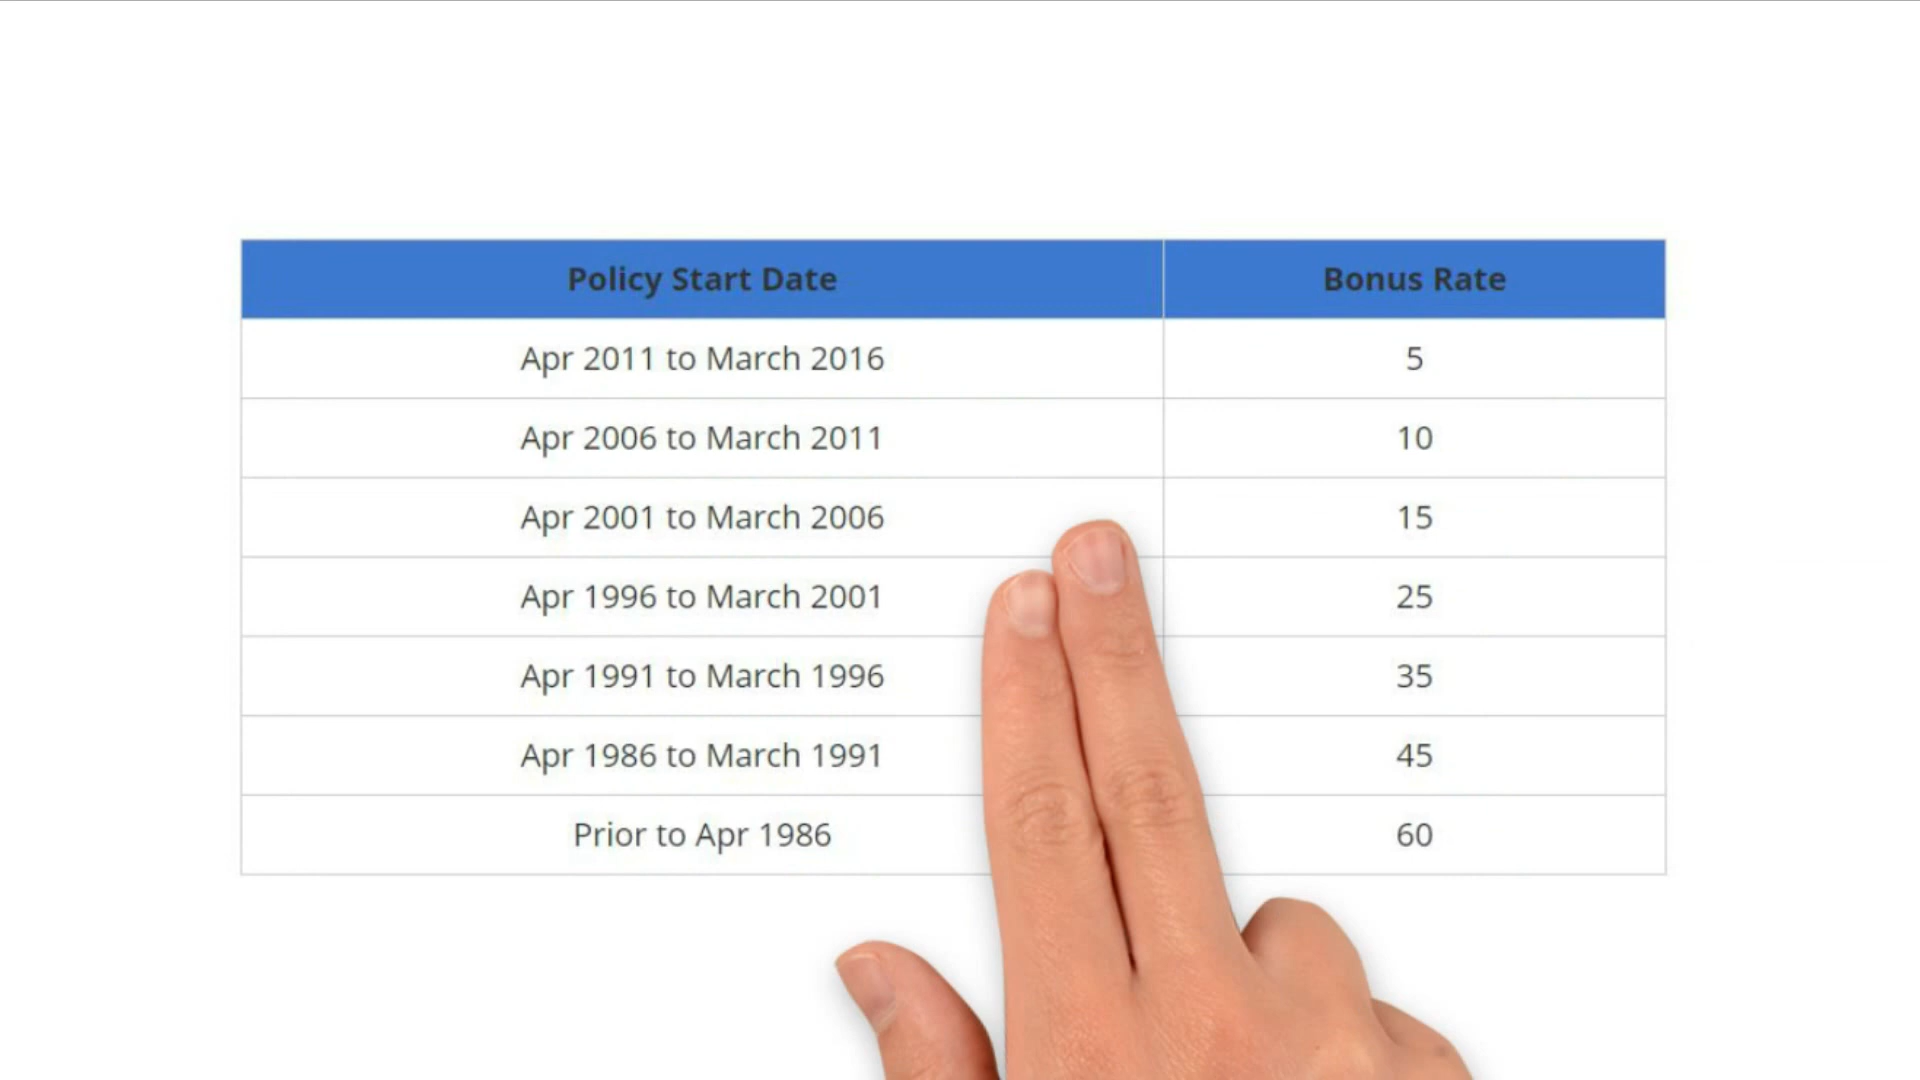 Policy Start Date Bonus Rate
Apr 2011 to March 2016 5
Apr 2006 to March 2011 10
Apr 2001 to March 2006 15
Apr 1996 to March 2001 25
Apr 1991 to March 1996 35
Apr 1986 to March 1991 45
Prior to Apr 1986 60